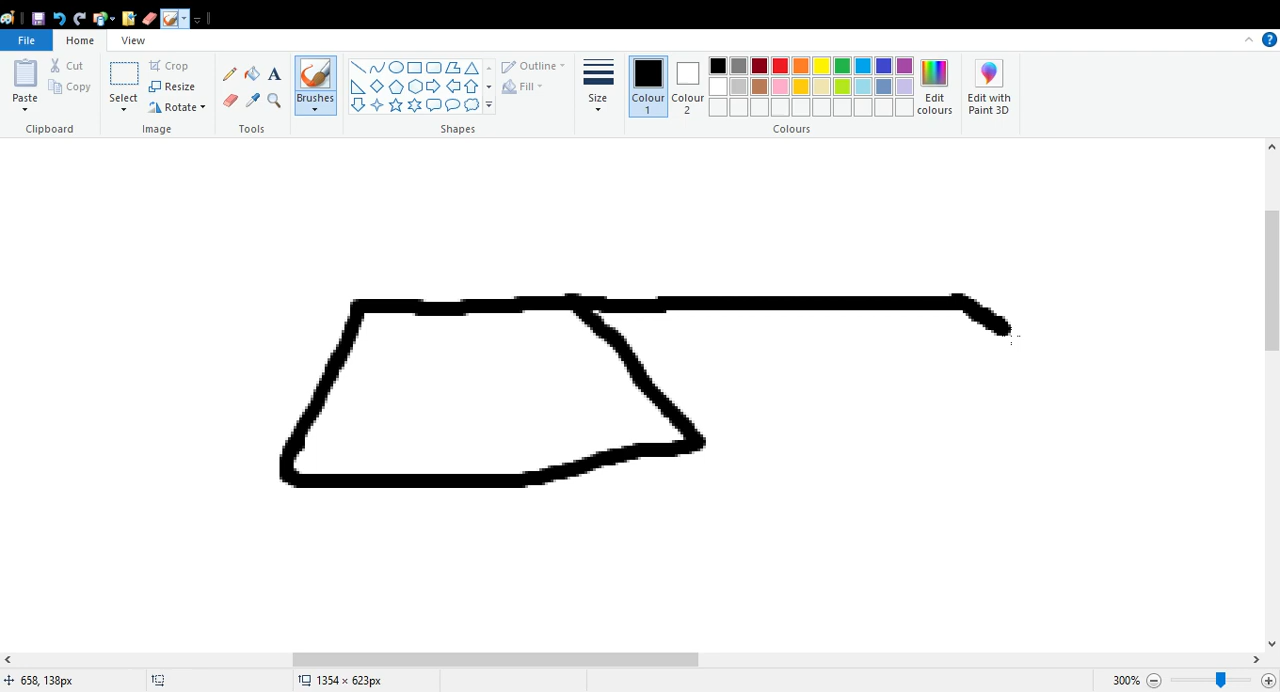 File Home View
Cut
Copy
Paste
Clipboard
Crop
Resize
Rotate
Select
Image
A
Tools
Brushes
Outline
Fill
Shapes
Size
Colour 1
Colour 2
Edit colours
Edit with Paint 3D
Colours
658, 138px
1354 × 623px
300%